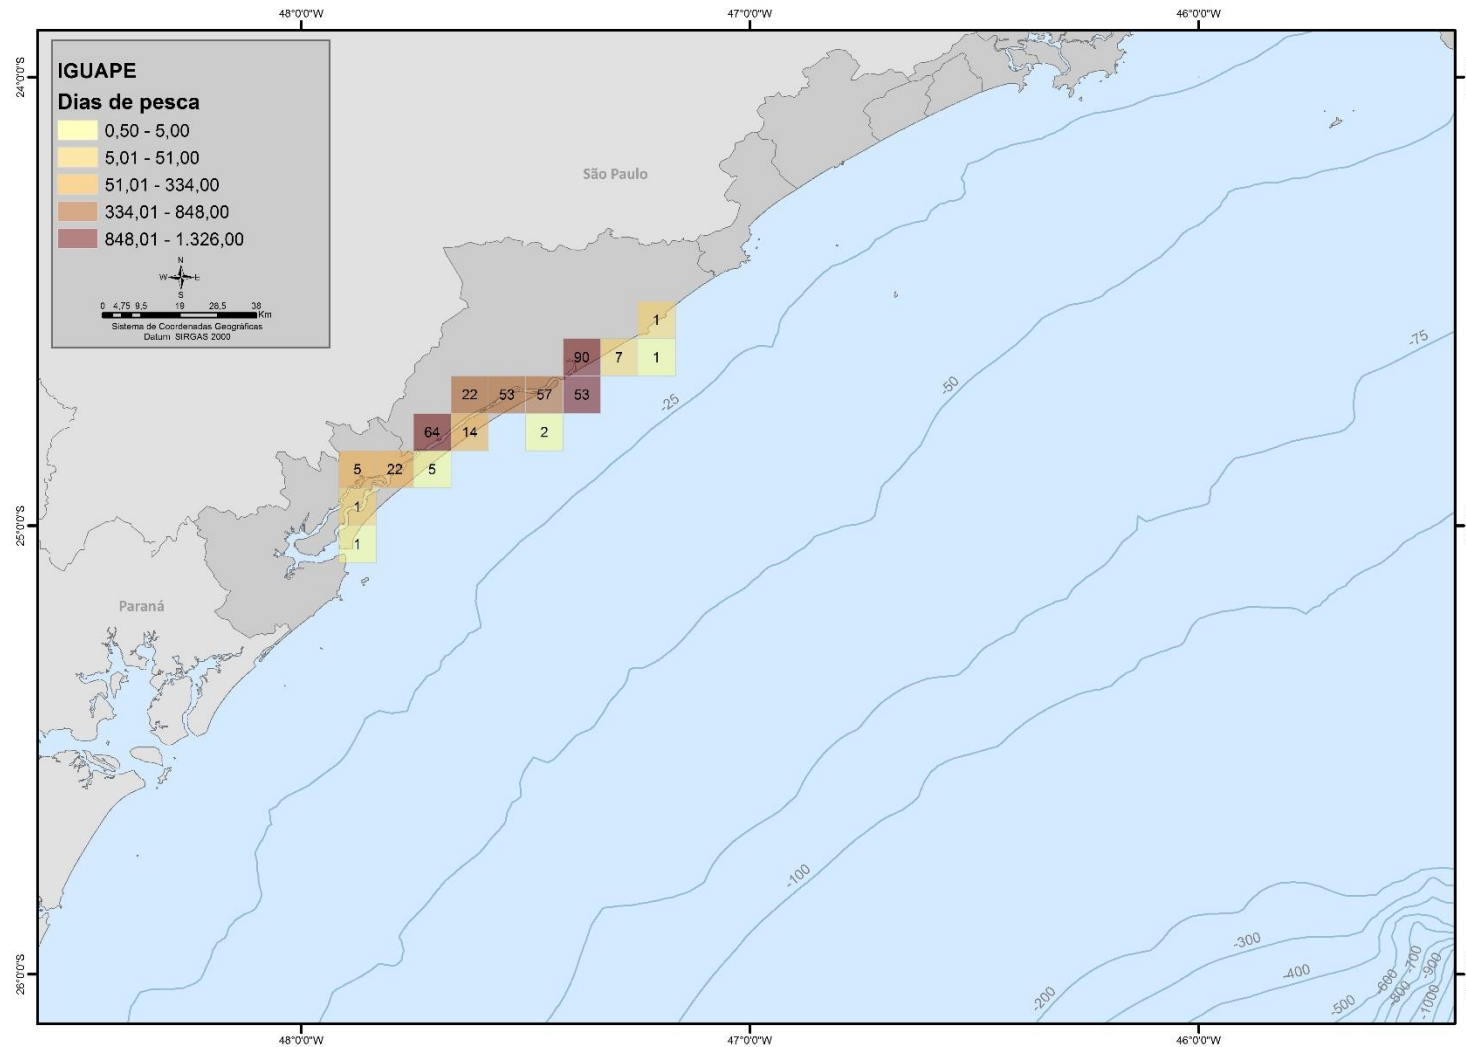 48°0'0"W
47°0'0"W
46°0'0"W
24°0'0"S
25°0'0"S
26°0'0"S
IGUAPE
Dias de pesca
0,50 - 5,00
5,01 - 51,00
51,01 - 334,00
334,01 - 848,00
848,01 - 1.326,00
N
W E
S
0 4,75 9,5 19 28,5 38
Km
Sistema de Coordenadas Geográficas
Datum SIRGAS 2000
São Paulo
Paraná
1
90 7 1
22 53 57 53
64 14 2
5 22 5
1
1
-25
-50
-75
-100
-200
-300
-400
-500
-600
-700
-800
-900
-1000
48°0'0"W
47°0'0"W
46°0'0"W